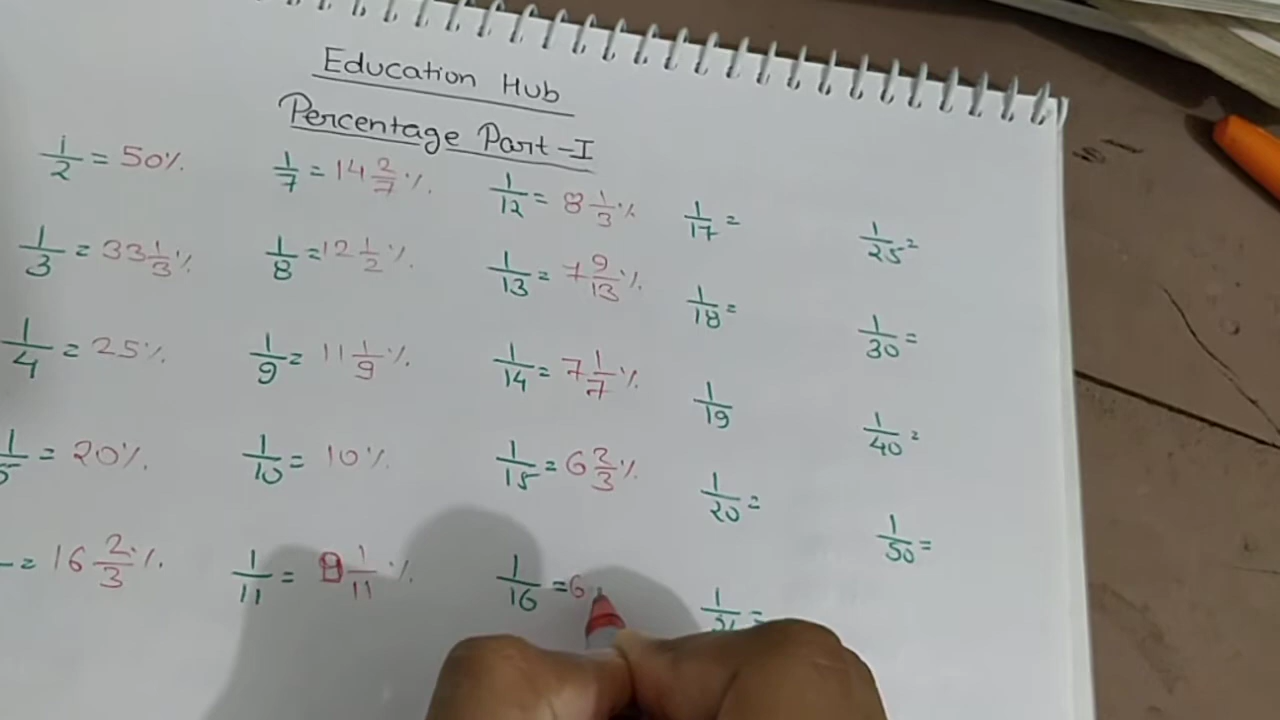 Education Hub
Percentage Part-I
1/2 = 50%
1/3 = 33 1/3%
1/4 = 25%
1/5 = 20%
= 16 2/3%
1/7 = 14 2/7%
1/8 = 12 1/2%
1/9 = 11 1/9%
1/10 = 10%
1/11 = 1/11%
1/12 = 8 1/3%
1/13 = 7 9/13%
1/14 = 7 1/7%
1/15 = 6 2/3%
1/16 = 6
1/17 =
1/18 =
1/19
1/20 =
1/25 =
1/30 =
1/40 =
1/50 =